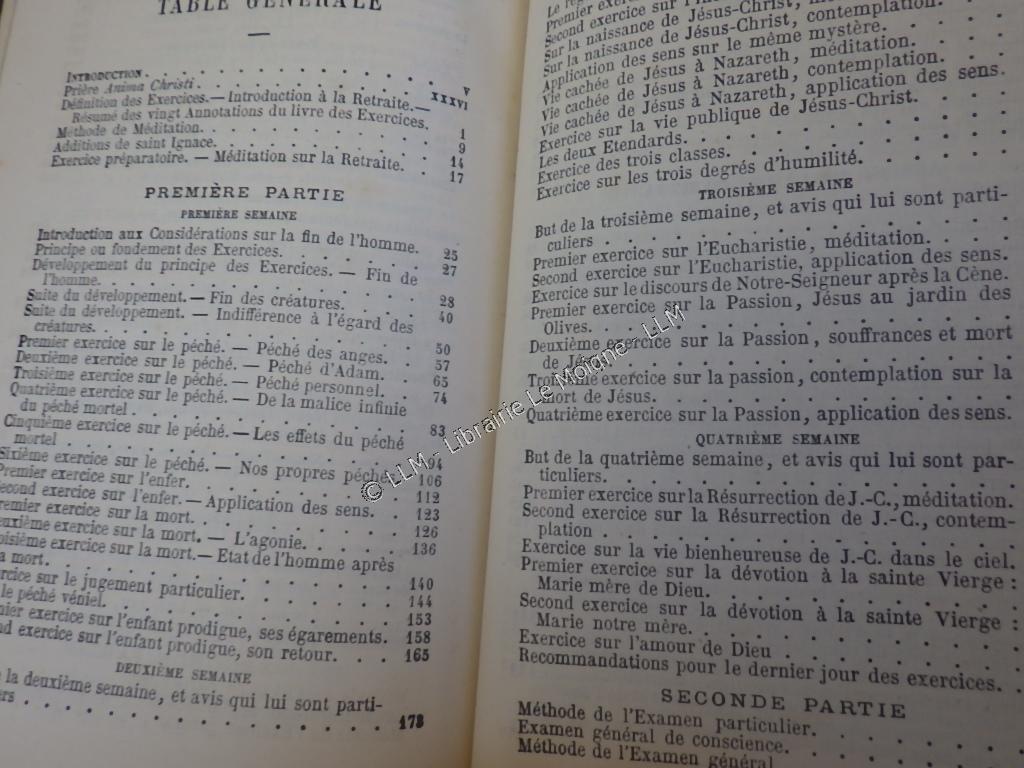 TABLE GÉNÉRALE
INTRODUCTION. . . . . . . . . . . . V
Prière Anima Christi. . . . . . . . . . XXXVI
Définition des Exercices.—Introduction à la Retraite.—
Résumé des vingt Annotations du livre des Exercices. 1
Méthode de Méditation. . . . . . . . . 9
Additions de saint Ignace. . . . . . . . 14
Exercice préparatoire. — Méditation sur la Retraite. . 17
PREMIÈRE PARTIE
PREMIÈRE SEMAINE
Introduction aux Considérations sur la fin de l'homme. 25
Principe ou fondement des Exercices. . . . . . 27
Développement du principe des Exercices. — Fin de
l'homme. . . . . . . . . . . . . 28
Suite du développement. — Fin des créatures. . . . 40
Suite du développement. — Indifférence à l'égard des
créatures. . . . . . . . . . . . . 50
Premier exercice sur le péché. — Péché des anges. . . 57
Deuxième exercice sur le péché. — Péché d'Adam. . . 65
Troisième exercice sur le péché. — Péché personnel. . 74
Quatrième exercice sur le péché. — De la malice infinie
du péché mortel . . . . . . . . . . . 83
Cinquième exercice sur le péché. — Les effets du péché
mortel . . . . . . . . . . . . . 94
Sixième exercice sur le péché. — Nos propres péchés. . 106
Premier exercice sur l'enfer. . . . . . . . . 112
Second exercice sur l'enfer. — Application des sens. . 123
Premier exercice sur la mort. . . . . . . . . 126
Deuxième exercice sur la mort. — L'agonie. . . . . 136
Troisième exercice sur la mort.— Etat de l'homme après
la mort. . . . . . . . . . . . . 140
Exercice sur le jugement particulier. . . . . . . 144
le péché véniel. . . . . . . . . . . 153
Premier exercice sur l'enfant prodigue, ses égarements. 158
Second exercice sur l'enfant prodigue, son retour. . . 165
DEUXIÈME SEMAINE
la deuxième semaine, et avis qui lui sont parti-
. . . . . . . . . . . . . 173
Premier
Second exercice sur
Sur la naissance de Jésus-Christ,
Sur la naissance de Jésus-Christ, contemplation.
Application des sens sur le même mystère.
Vie cachée de Jésus à Nazareth, méditation.
Vie cachée de Jésus à Nazareth, contemplation.
Vie cachée de Jésus à Nazareth, application des sens.
Exercice sur la vie publique de Jésus-Christ.
Les deux Etendards.
Exercice des trois classes.
Exercice sur les trois degrés d'humilité.
TROISIÈME SEMAINE
But de la troisième semaine, et avis qui lui sont parti-
culiers
Premier exercice sur l'Eucharistie, méditation.
Second exercice sur l'Eucharistie, application des sens.
Exercice sur le discours de Notre-Seigneur après la Cène.
Premier exercice sur la Passion, Jésus au jardin des
Olives.
Deuxième exercice sur la Passion, souffrances et mort
de Jésus.
Troisième exercice sur la passion, contemplation sur la
mort de Jésus.
Quatrième exercice sur la Passion, application des sens.
QUATRIÈME SEMAINE
But de la quatrième semaine, et avis qui lui sont par-
ticuliers.
Premier exercice sur la Résurrection de J.-C., méditation.
Second exercice sur la Résurrection de J.-C., contem-
plation
Exercice sur la vie bienheureuse de J.-C. dans le ciel.
Premier exercice sur la dévotion à la sainte Vierge :
Marie mère de Dieu.
Second exercice sur la dévotion à la sainte Vierge :
Marie notre mère.
Exercice sur l'amour de Dieu
Recommandations pour le dernier jour des exercices.
SECONDE PARTIE
Méthode de l'Examen particulier.
Examen général de conscience.
Méthode de l'Examen général
© LLM - Librairie Le Moigne - LLM